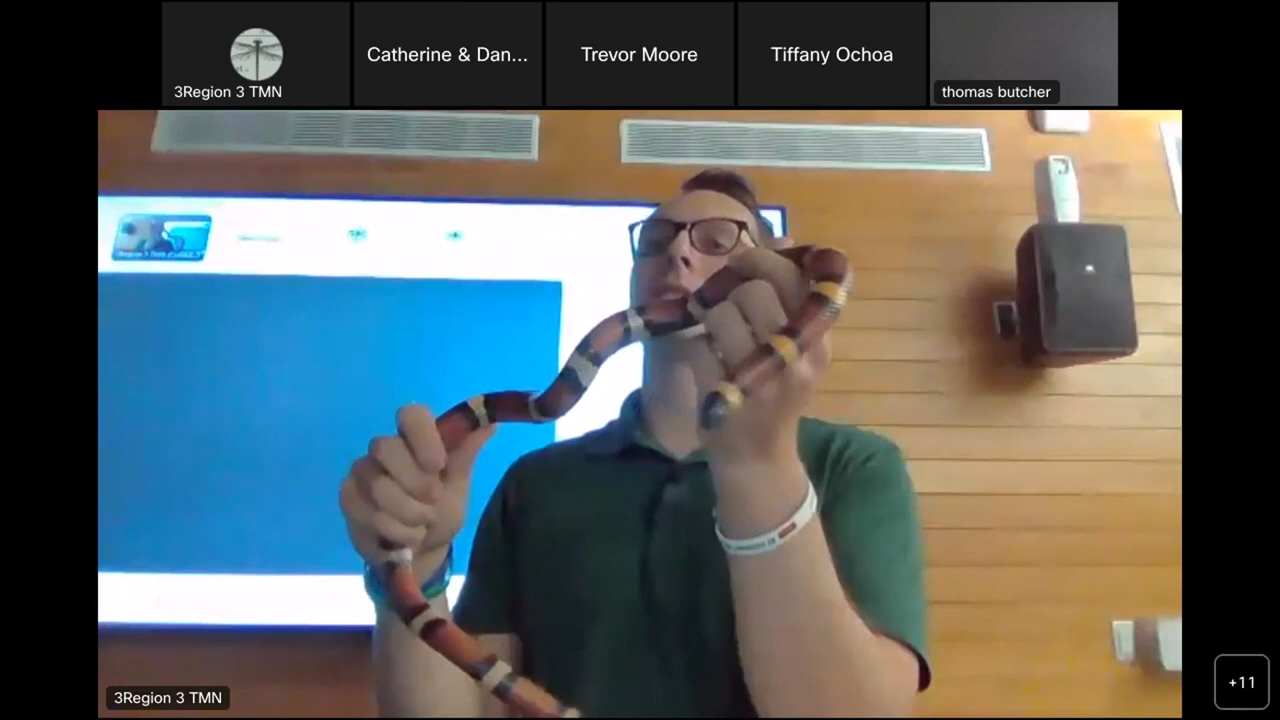 3Region 3 TMN
Catherine & Dan...
Trevor Moore
Tiffany Ochoa
thomas butcher
3Region 3 TMN
+11